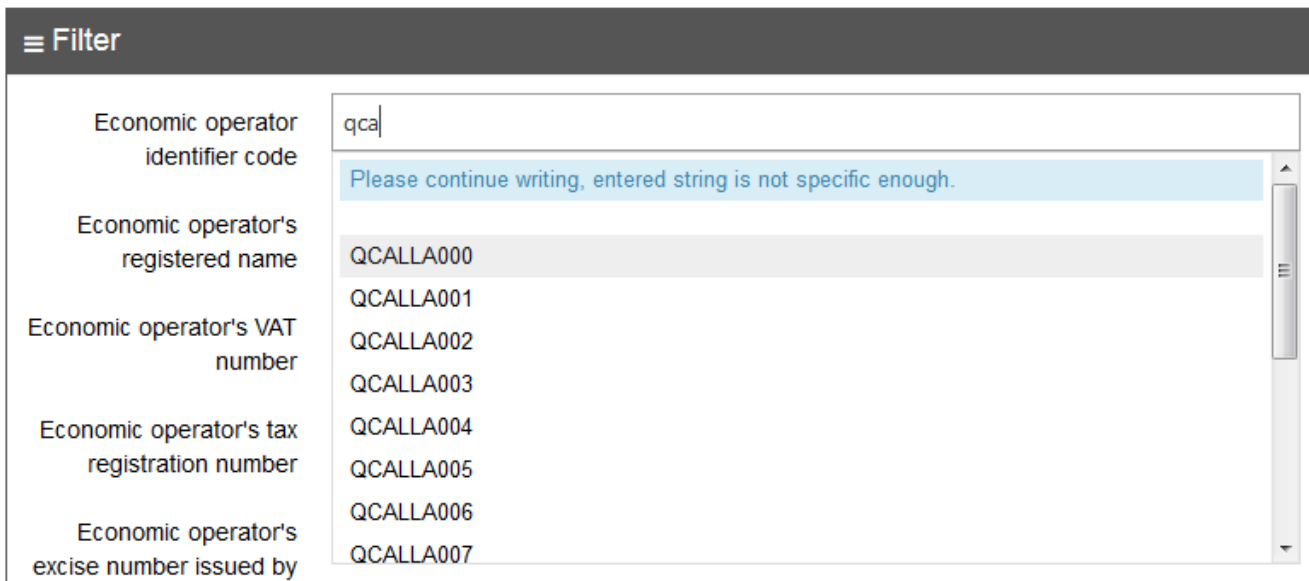 ≡ Filter
Economic operator
identifier code
qca
Please continue writing, entered string is not specific enough.
Economic operator's
registered name
QCALLA000
QCALLA001
Economic operator's VAT
number
QCALLA002
QCALLA003
Economic operator's tax
registration number
QCALLA004
QCALLA005
QCALLA006
Economic operator's
excise number issued by
QCALLA007